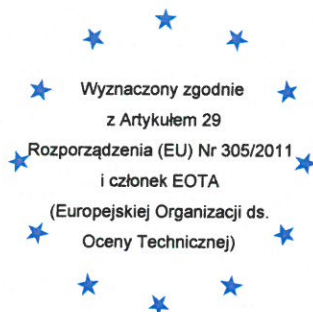 Wyznaczony zgodnie
z Artykułem 29
Rozporządzenia (EU) Nr 305/2011
i członek EOTA
(Europejskiej Organizacji ds.
Oceny Technicznej)